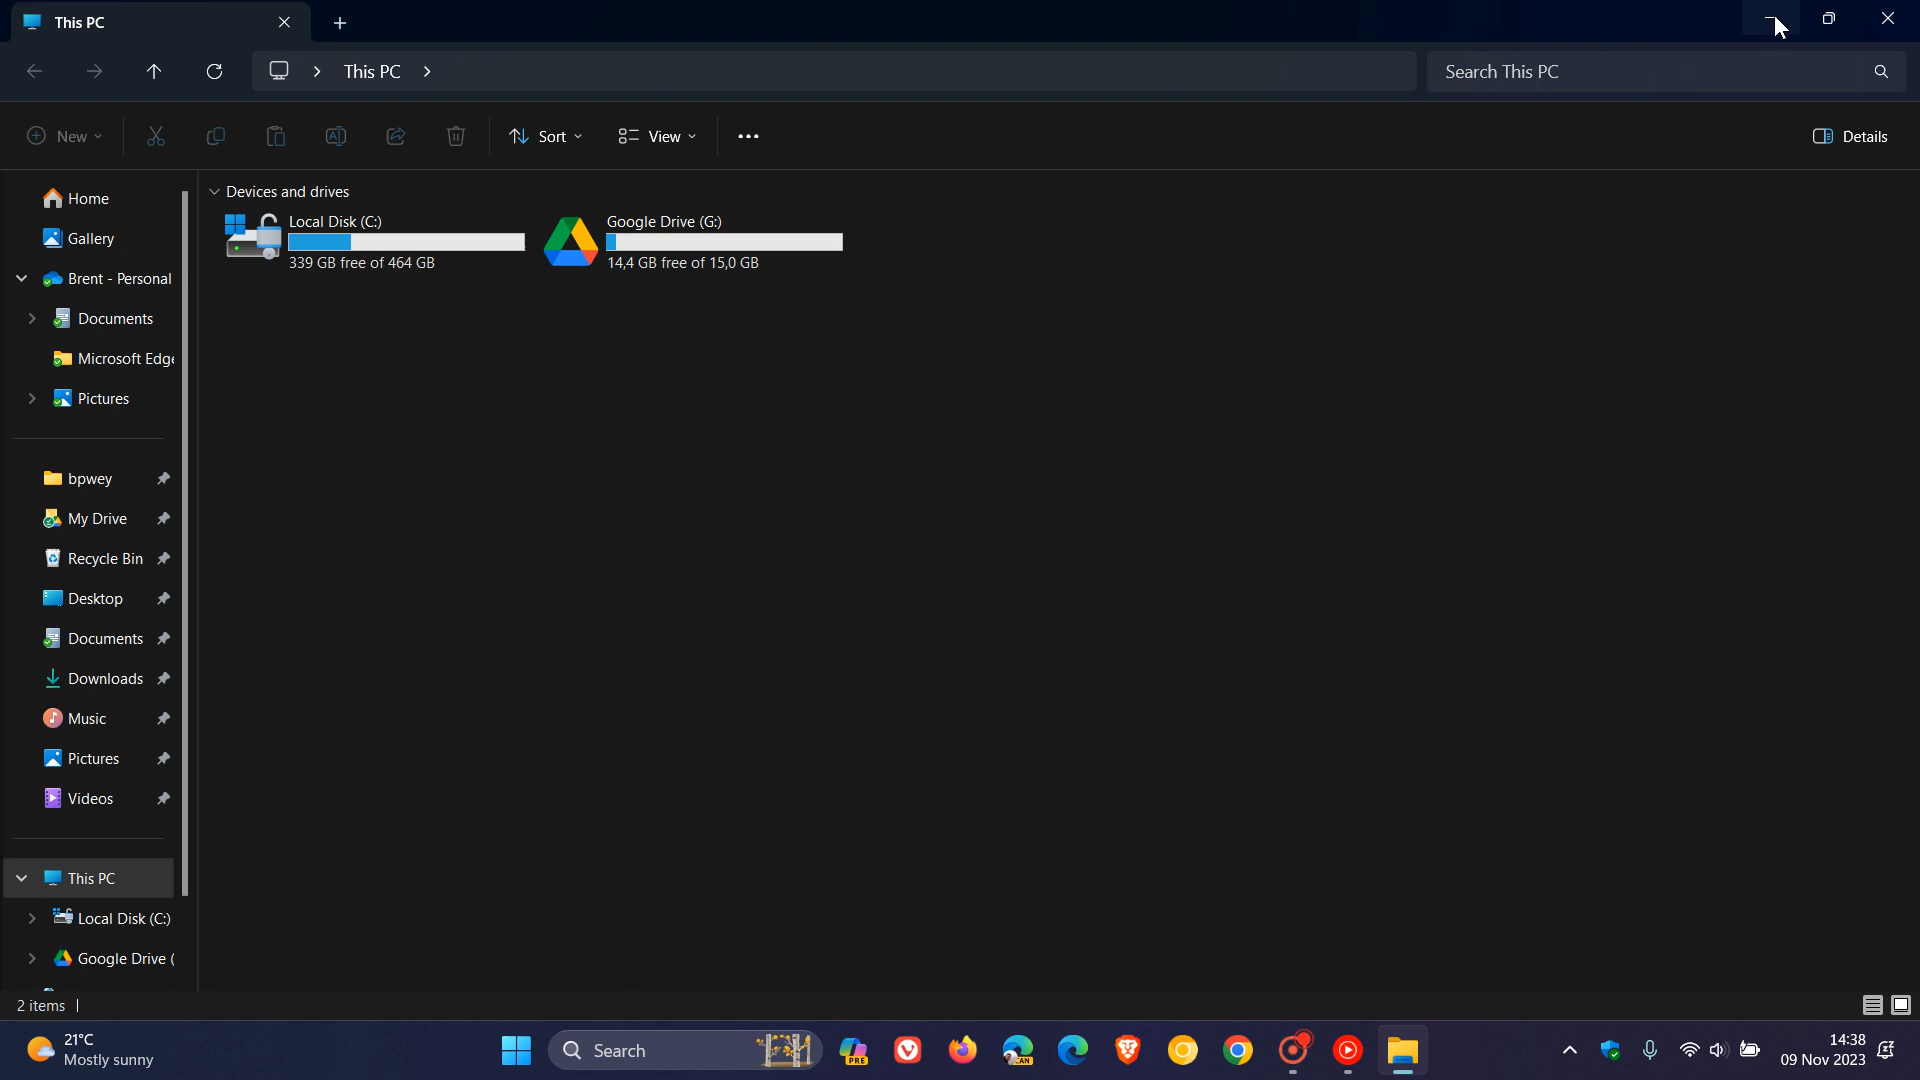 This PC
This PC
Search This PC
New
Sort
View
Details
Home
Gallery
Brent - Personal
Documents
Microsoft Edge
Pictures
bpwey
My Drive
Recycle Bin
Desktop
Documents
Downloads
Music
Pictures
Videos
This PC
Local Disk (C:)
Google Drive (
Devices and drives
Local Disk (C:)
339 GB free of 464 GB
Google Drive (G:)
14,4 GB free of 15,0 GB
2 items
21°C
Mostly sunny
Search
PRE
CAN
14:38
09 Nov 2023